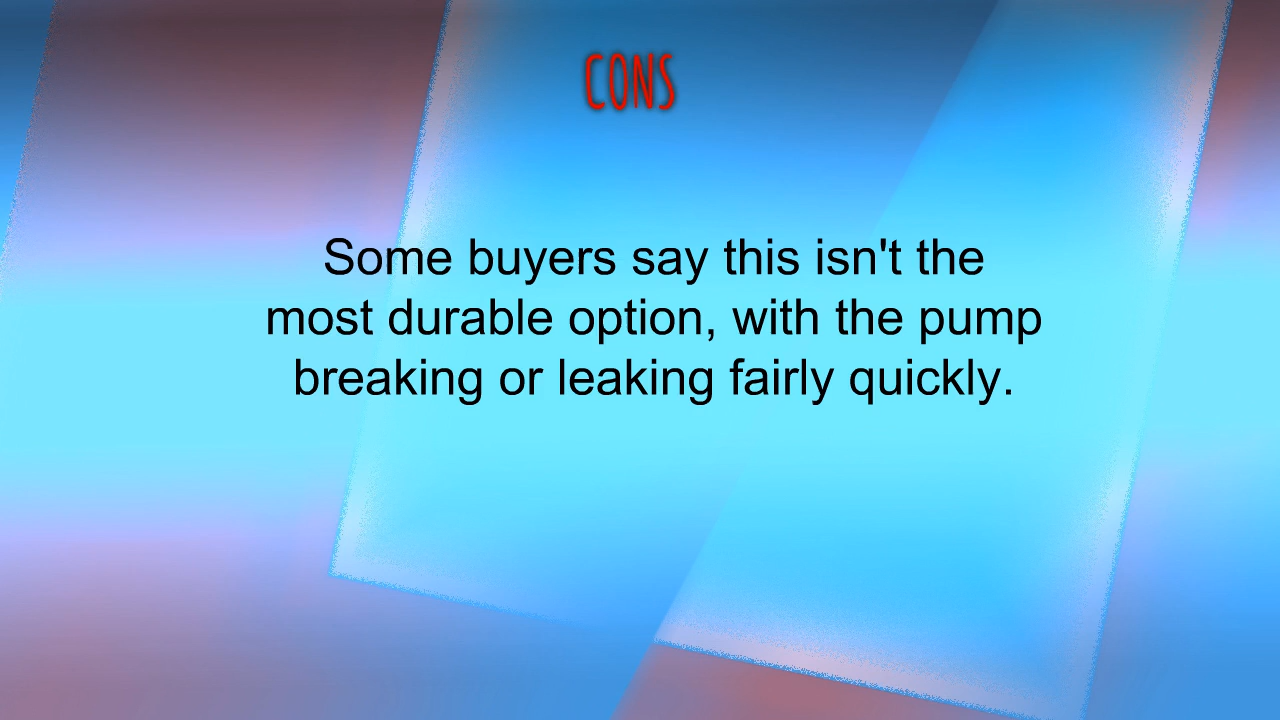 CONS
Some buyers say this isn't the
most durable option, with the pump
breaking or leaking fairly quickly.